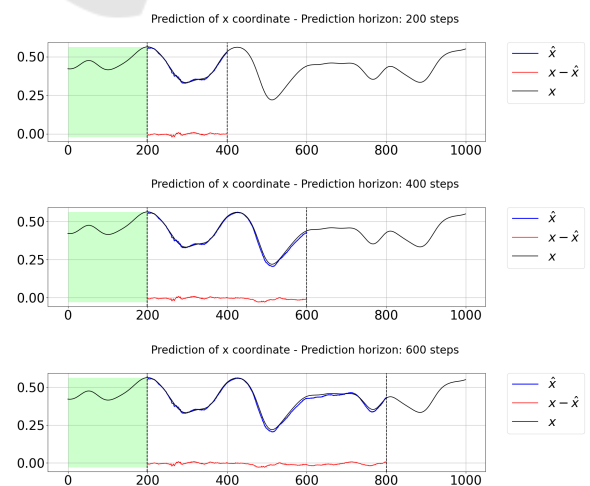 Prediction of x coordinate - Prediction horizon: 200 steps
0.50
0.25
0.00
0 200 400 600 800 1000
x̂
x − x̂
x
Prediction of x coordinate - Prediction horizon: 400 steps
0.50
0.25
0.00
0 200 400 600 800 1000
x̂
x − x̂
x
Prediction of x coordinate - Prediction horizon: 600 steps
0.50
0.25
0.00
0 200 400 600 800 1000
x̂
x − x̂
x